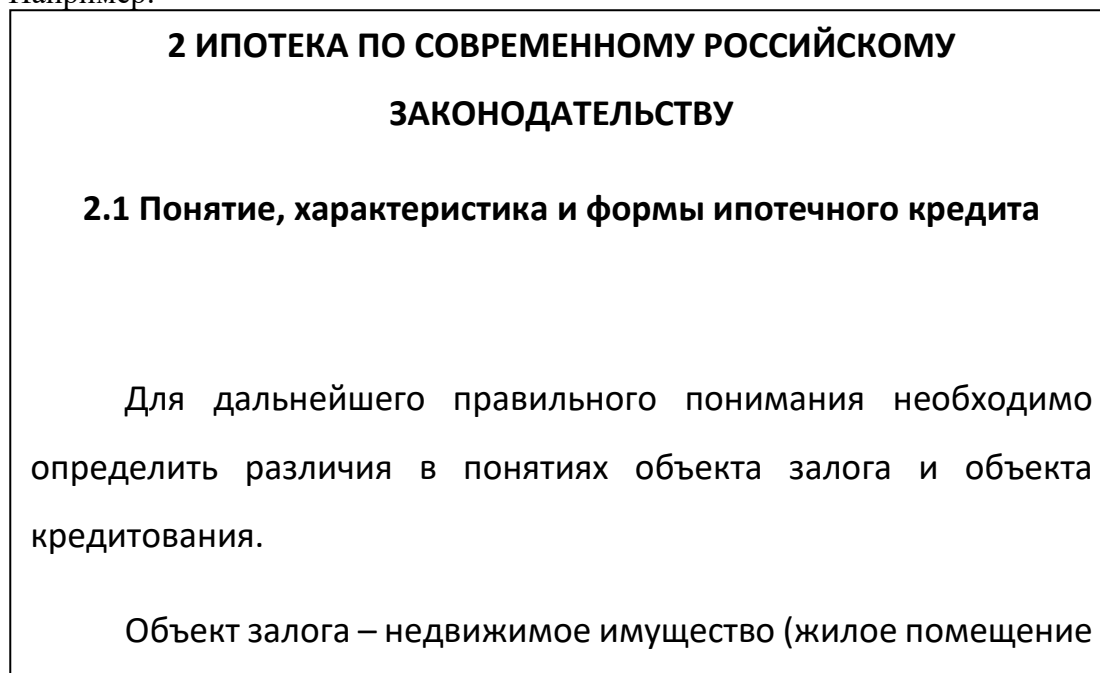 Например:
2 ИПОТЕКА ПО СОВРЕМЕННОМУ РОССИЙСКОМУ
ЗАКОНОДАТЕЛЬСТВУ
2.1 Понятие, характеристика и формы ипотечного кредита
Для дальнейшего правильного понимания необходимо
определить различия в понятиях объекта залога и объекта
кредитования.
Объект залога – недвижимое имущество (жилое помещение